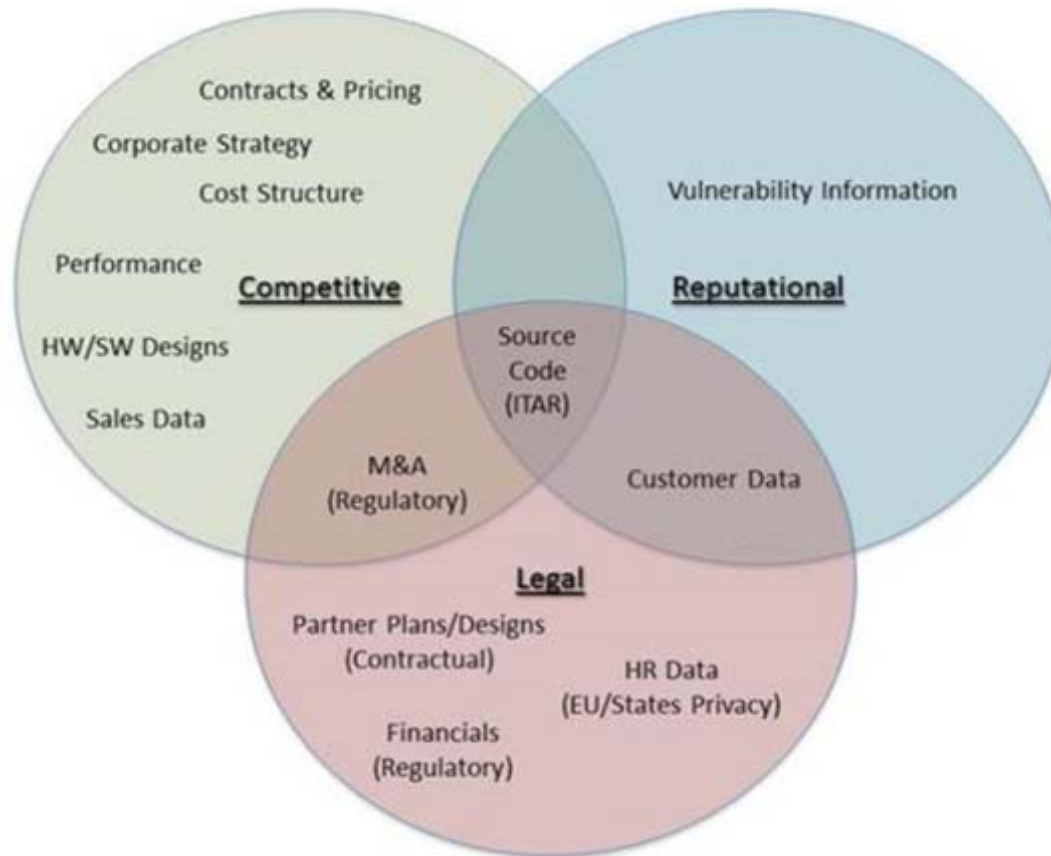 Contracts & Pricing
Corporate Strategy
Cost Structure
Performance
Competitive
HW/SW Designs
Sales Data
Vulnerability Information
Reputational
Source
Code
(ITAR)
M&A
(Regulatory)
Customer Data
Legal
Partner Plans/Designs
(Contractual)
HR Data
(EU/States Privacy)
Financials
(Regulatory)